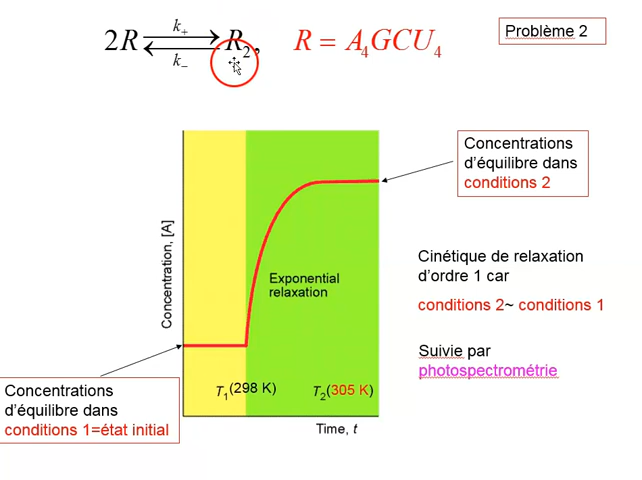 2R k₊ k₋ R₂, R = A₄GCU₄
Problème 2
Concentrations
d'équilibre dans
conditions 2
Concentration, [A]
Exponential
relaxation
Cinétique de relaxation
d'ordre 1 car
conditions 2~ conditions 1
Suivie par
photospectrométrie
T₁(298 K) T₂(305 K)
Time, t
Concentrations
d'équilibre dans
conditions 1=état initial